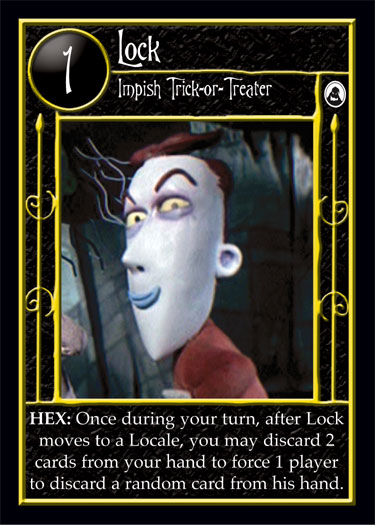 1
Lock
Impish Trick-or-Treater
HEX: Once during your turn, after Lock
moves to a Locale, you may discard 2
cards from your hand to force 1 player
to discard a random card from his hand.